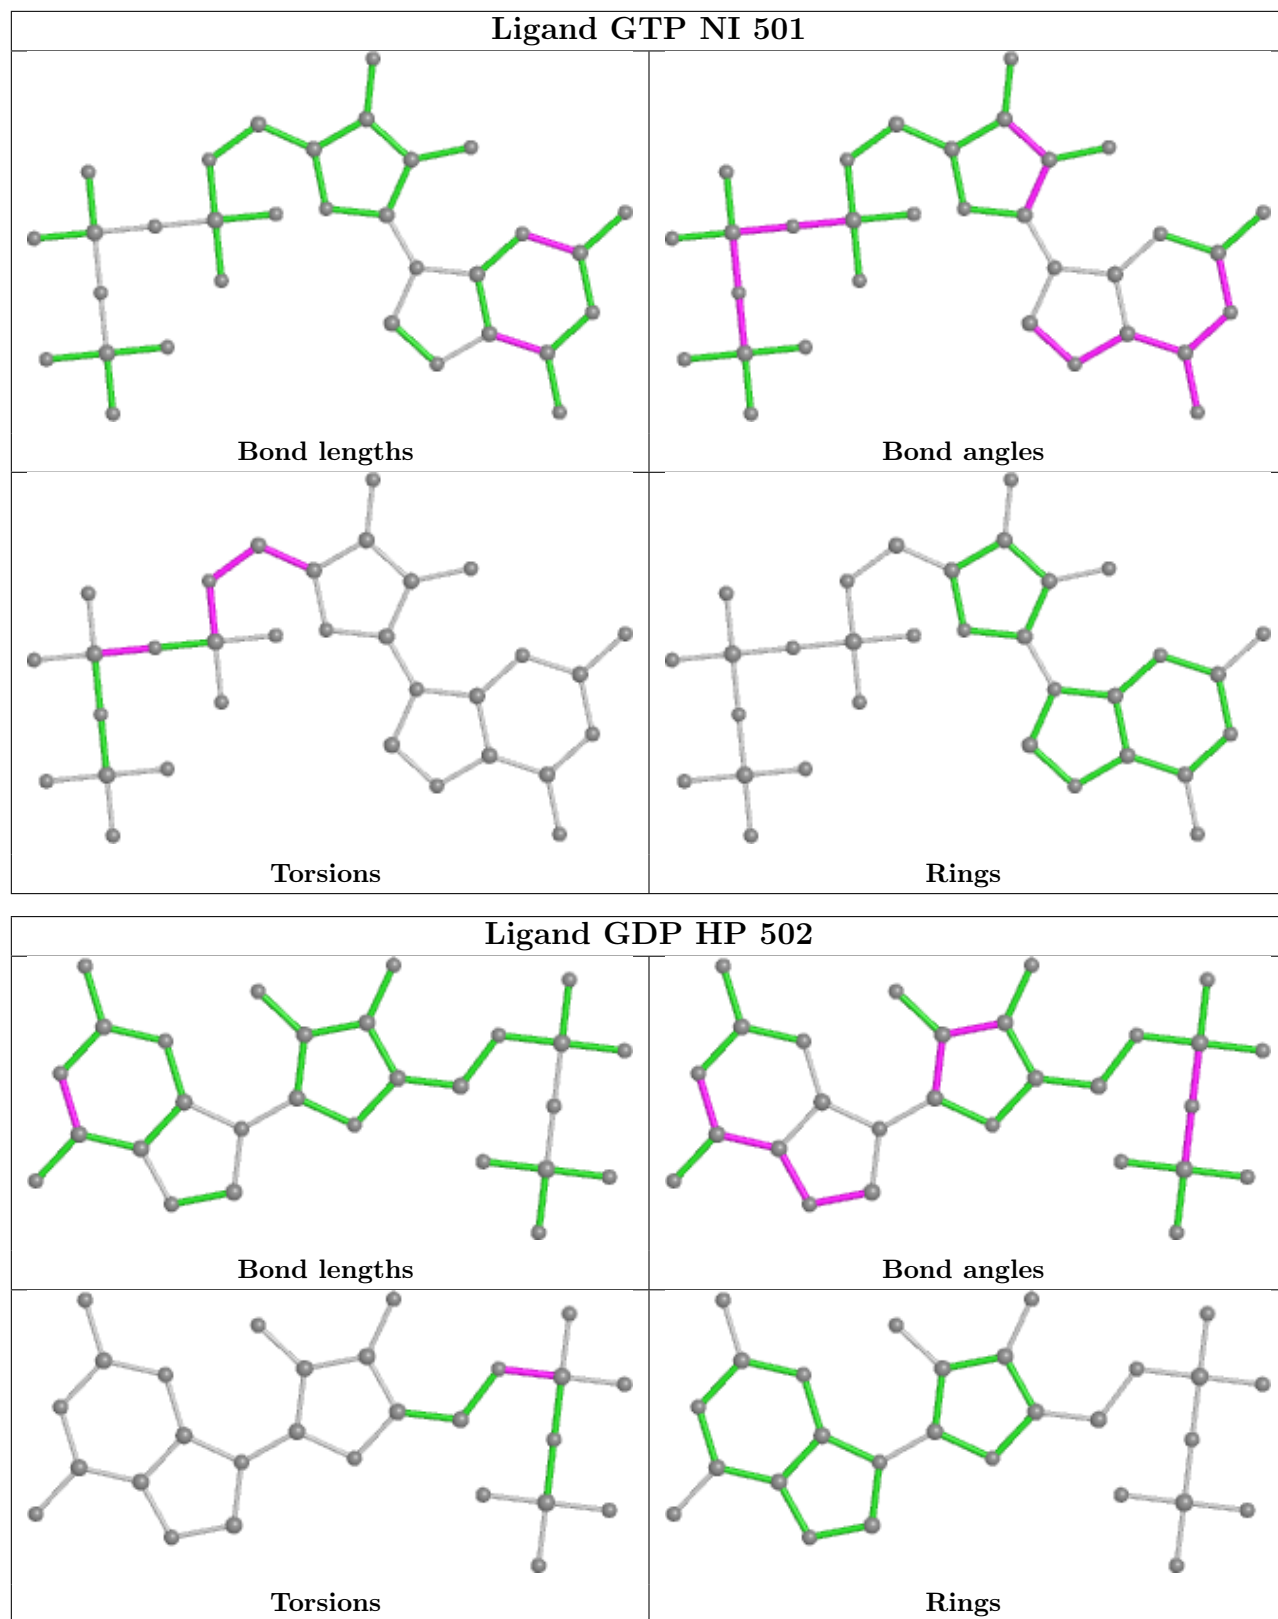 Ligand GTP NI 501
Bond lengths
Bond angles
Torsions
Rings
Ligand GDP HP 502
Bond lengths
Bond angles
Torsions
Rings